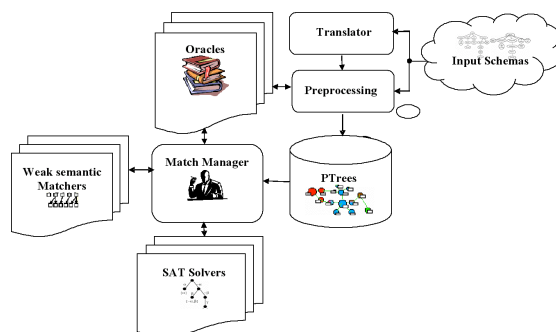 Oracles
Translator
Input Schemas
Preprocessing
Weak semantic
Matchers
Match Manager
PTrees
SAT Solvers